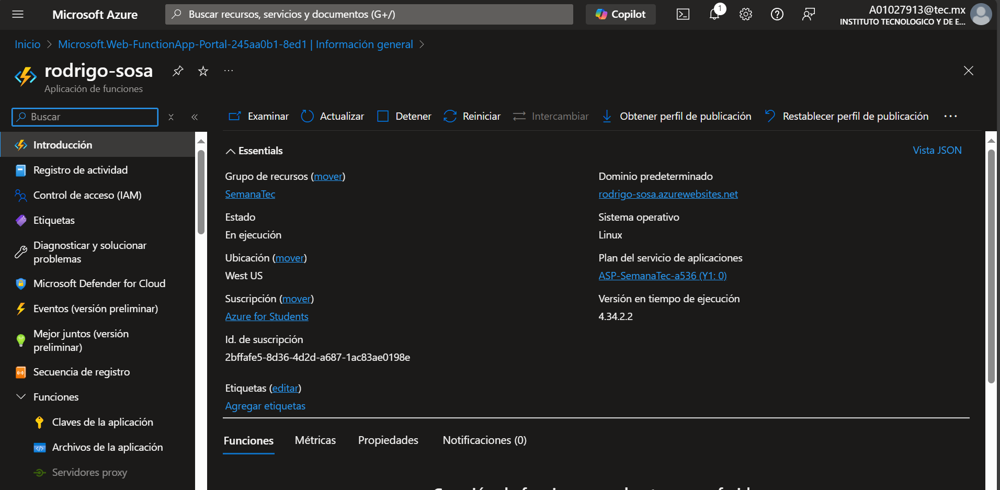 Microsoft Azure
Buscar recursos, servicios y documentos (G+/)
Copilot
1
A01027913@tec.mx
INSTITUTO TECNOLOGICO Y DE E...
Inicio > Microsoft.Web-FunctionApp-Portal-245aa0b1-8ed1 | Información general >
rodrigo-sosa
Aplicación de funciones
Buscar
Examinar
Actualizar
Detener
Reiniciar
Intercambiar
Obtener perfil de publicación
Restablecer perfil de publicación
Introducción
Registro de actividad
Control de acceso (IAM)
Etiquetas
Diagnosticar y solucionar
problemas
Microsoft Defender for Cloud
Eventos (versión preliminar)
Mejor juntos (versión
preliminar)
Secuencia de registro
Funciones
Claves de la aplicación
Archivos de la aplicación
Servidores proxy
Essentials
Vista JSON
Grupo de recursos (mover)
SemanaTec
Estado
En ejecución
Ubicación (mover)
West US
Suscripción (mover)
Azure for Students
Id. de suscripción
2bffafe5-8d36-4d2d-a687-1ac83ae0198e
Dominio predeterminado
rodrigo-sosa.azurewebsites.net
Sistema operativo
Linux
Plan del servicio de aplicaciones
ASP-SemanaTec-a536 (Y1: 0)
Versión en tiempo de ejecución
4.34.2.2
Etiquetas (editar)
Agregar etiquetas
Funciones
Métricas
Propiedades
Notificaciones (0)